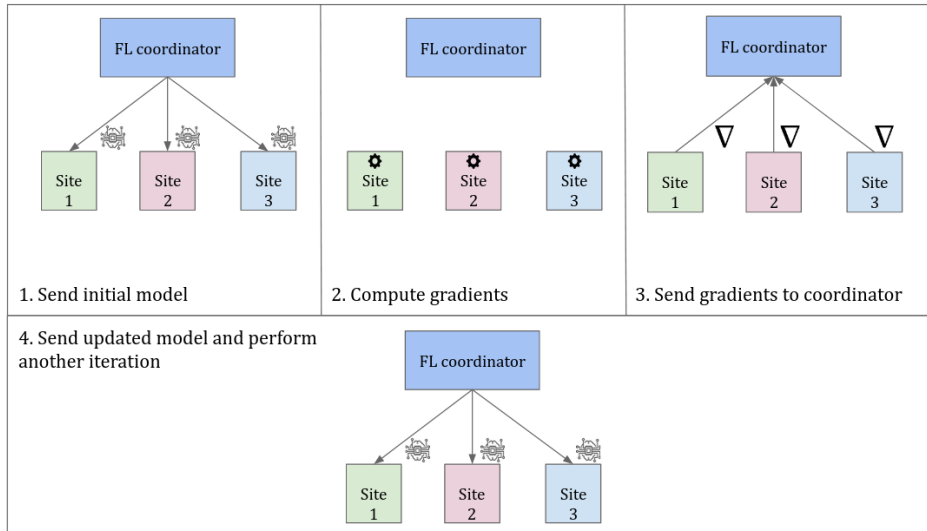 FL coordinator
Site
1
Site
2
Site
3
1. Send initial model
FL coordinator
Site
1
Site
2
Site
3
2. Compute gradients
FL coordinator
∇
∇
∇
Site
1
Site
2
Site
3
3. Send gradients to coordinator
4. Send updated model and perform
another iteration
FL coordinator
Site
1
Site
2
Site
3